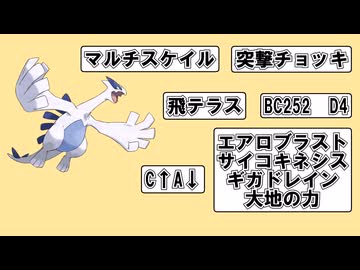 マルチスケイル
突撃チョッキ
飛テラス
BC252 D4
C↑A↓
エアロブラスト
サイコキネシス
ギガドレイン
大地の力